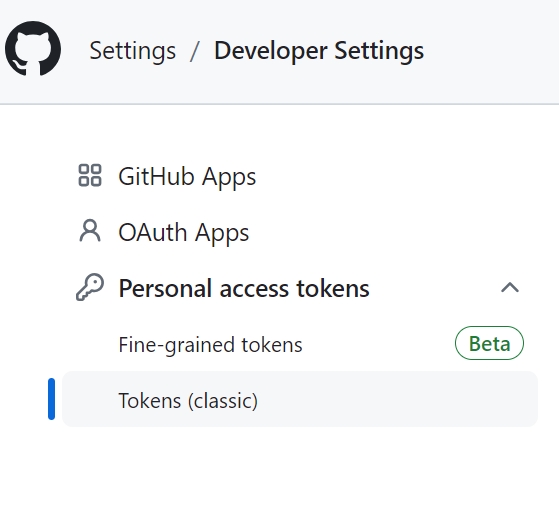 Settings / Developer Settings
GitHub Apps
OAuth Apps
Personal access tokens
Fine-grained tokens Beta
Tokens (classic)